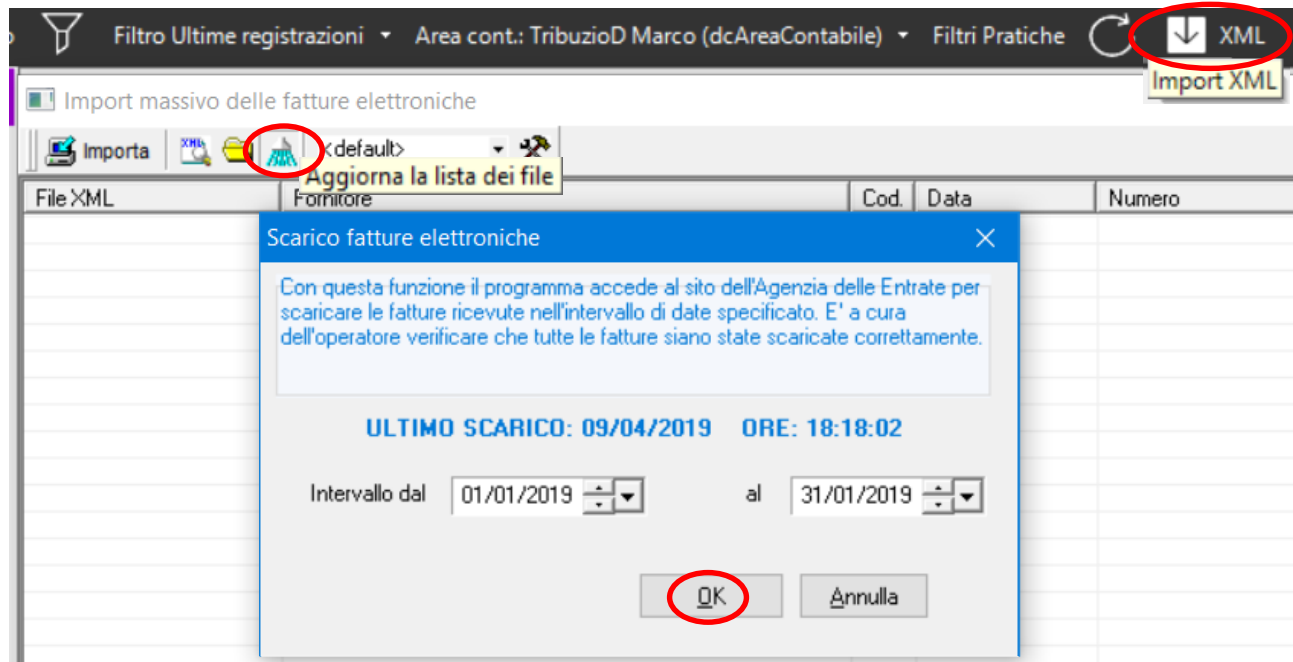 Filtro Ultime registrazioni Area cont.: TribuzioD Marco (dcAreaContabile) Filtri Pratiche XML
Import XML
Import massivo delle fatture elettroniche
Importa XML <default>
Aggiorna la lista dei file
File XML Fornitore Cod. Data Numero
Scarico fatture elettroniche
Con questa funzione il programma accede al sito dell'Agenzia delle Entrate per
scaricare le fatture ricevute nell'intervallo di date specificato. E' a cura
dell'operatore verificare che tutte le fatture siano state scaricate correttamente.
ULTIMO SCARICO: 09/04/2019 ORE: 18:18:02
Intervallo dal 01/01/2019 al 31/01/2019
OK Annulla